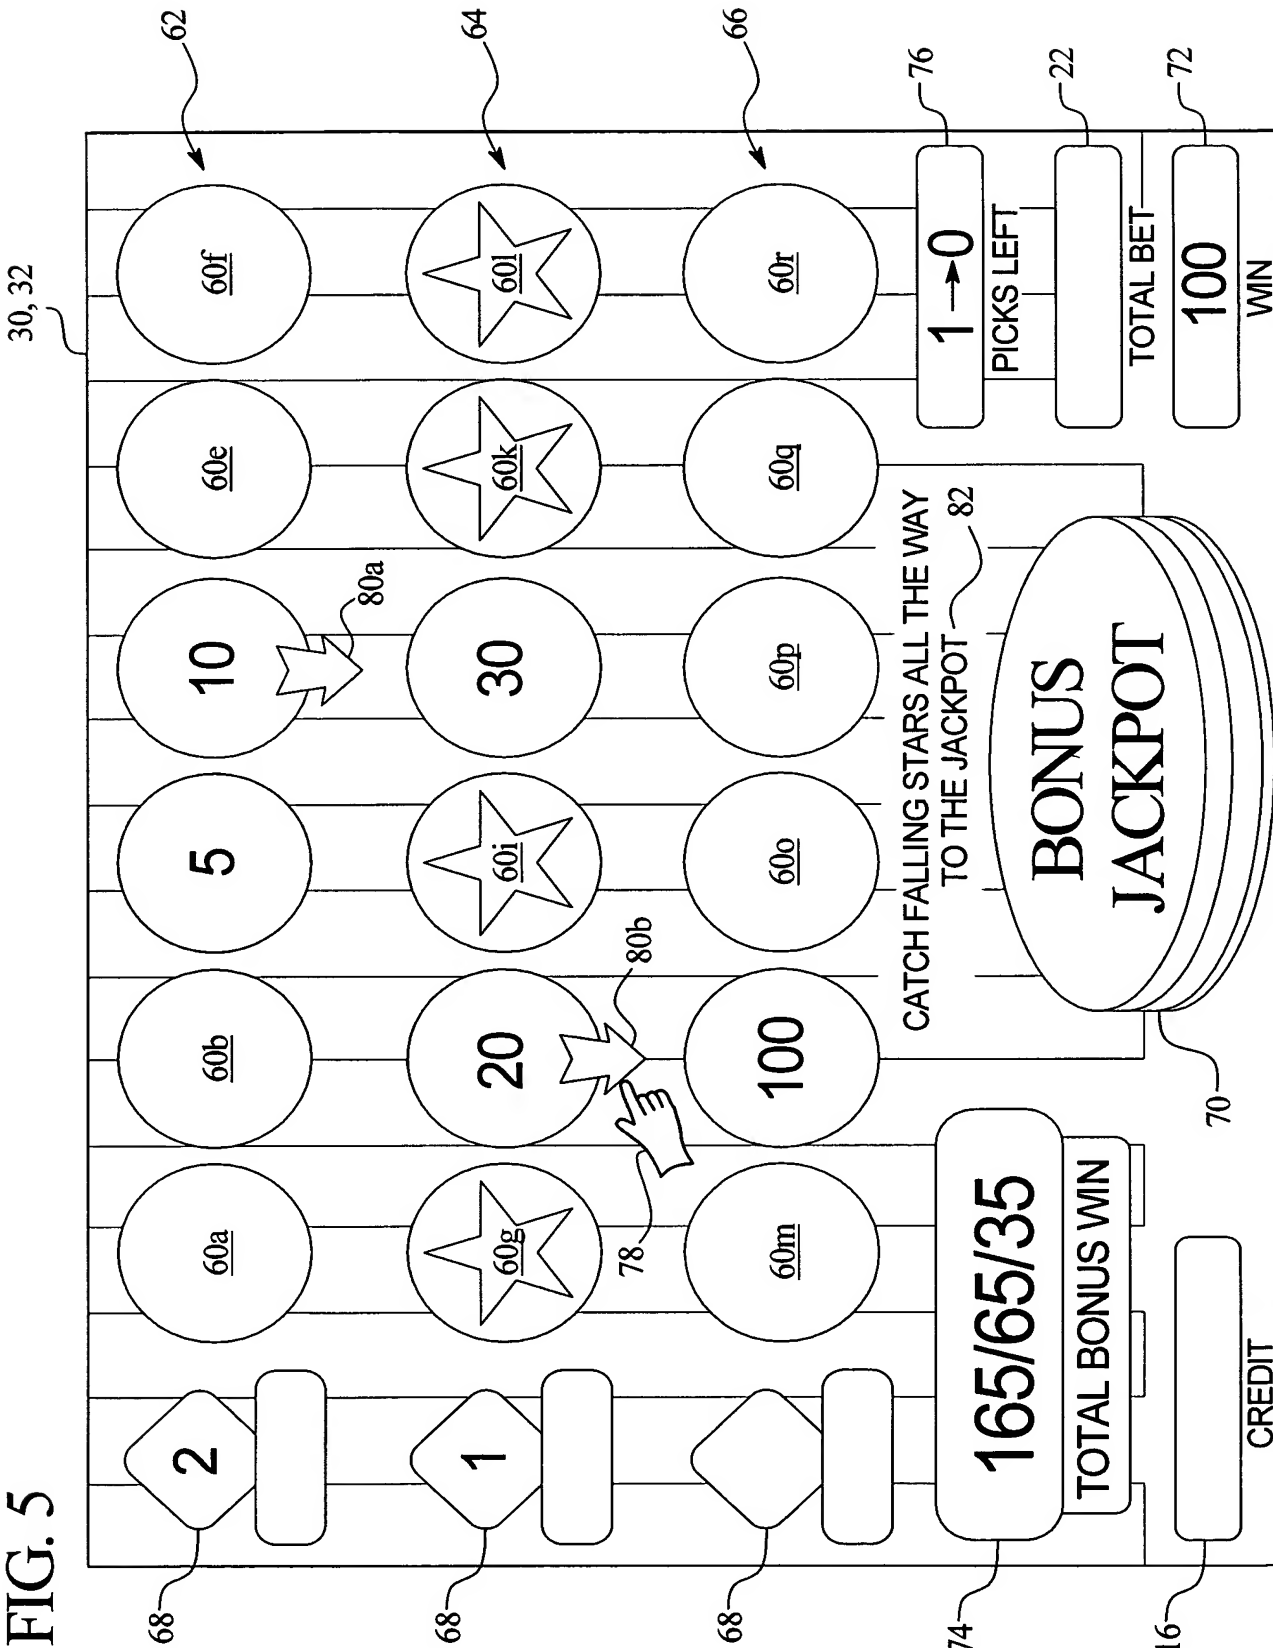 FIG. 5
30, 32
68
2
60a
60b
5
10
80a
60e
60f
62
68
1
60g
20
60i
30
60k
60l
64
78
80b
68
60m
100
60o
60p
60q
60r
66
74
165/65/35
TOTAL BONUS WIN
CATCH FALLING STARS ALL THE WAY
TO THE JACKPOT
82
1→0
PICKS LEFT
76
70
BONUS
JACKPOT
TOTAL BET
22
16
CREDIT
100
WIN
72